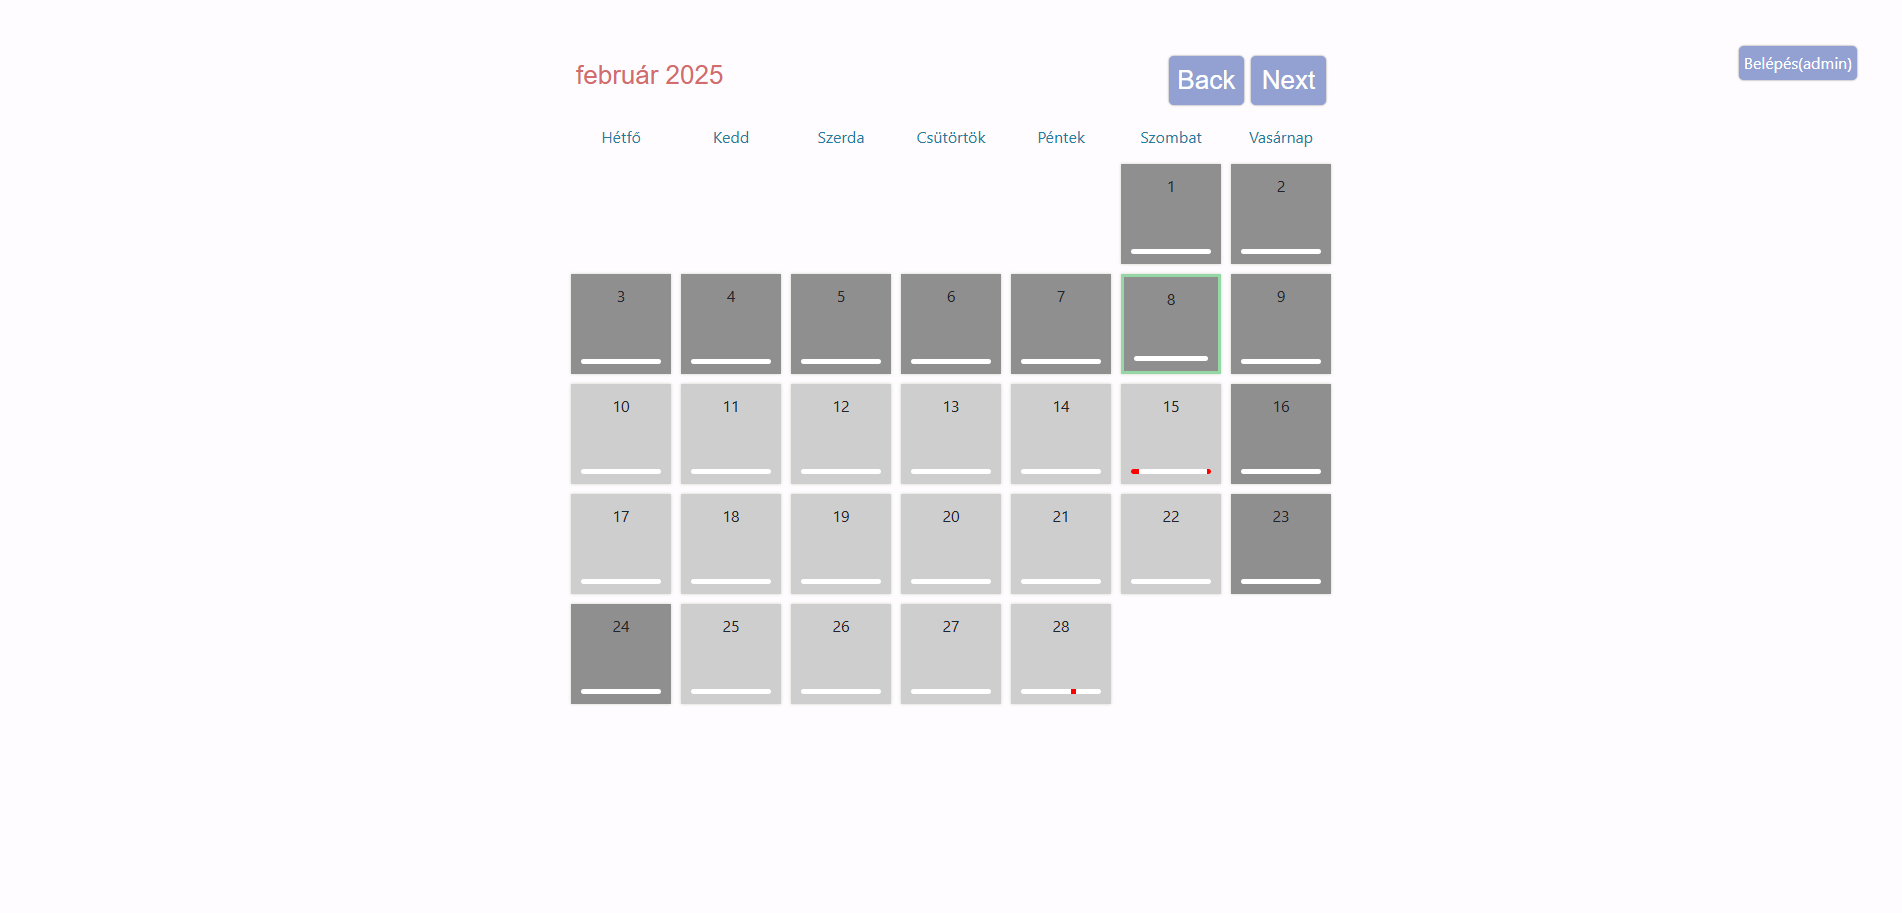 február 2025
Back Next
Belépés(admin)
Hétfő Kedd Szerda Csütörtök Péntek Szombat Vasárnap
1 2
3 4 5 6 7 8 9
10 11 12 13 14 15 16
17 18 19 20 21 22 23
24 25 26 27 28